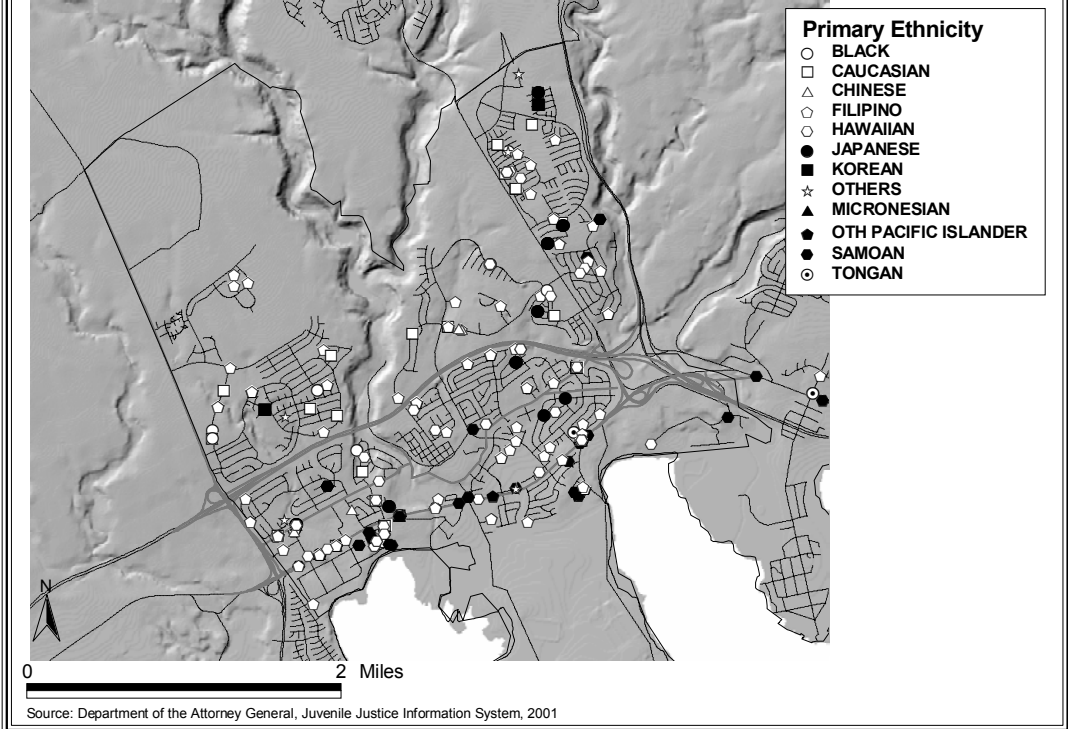 Primary Ethnicity
BLACK
CAUCASIAN
CHINESE
FILIPINO
HAWAIIAN
JAPANESE
KOREAN
OTHERS
MICRONESIAN
OTH PACIFIC ISLANDER
SAMOAN
TONGAN
N
0 2 Miles
Source: Department of the Attorney General, Juvenile Justice Information System, 2001